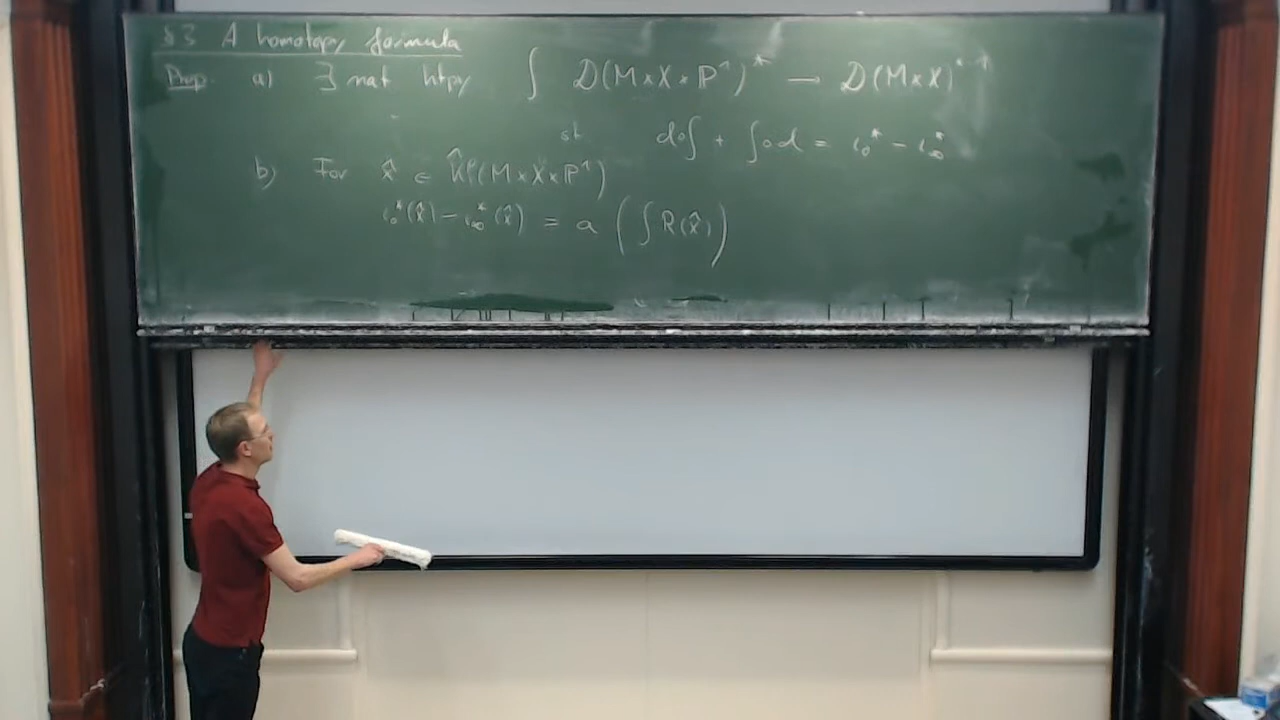 §3 A homotopy formula
Prop. a) ∃ nat htpy ∫ D(M×X×P¹)* → D(M×X)*⁻¹
st. d∘∫ + ∫∘d = ι₀* - ι∞*
b) For x̂ ∈ K̂⁰(M×X×P¹)
ι₀*(x̂) - ι∞*(x̂) = a (∫ R(x̂))